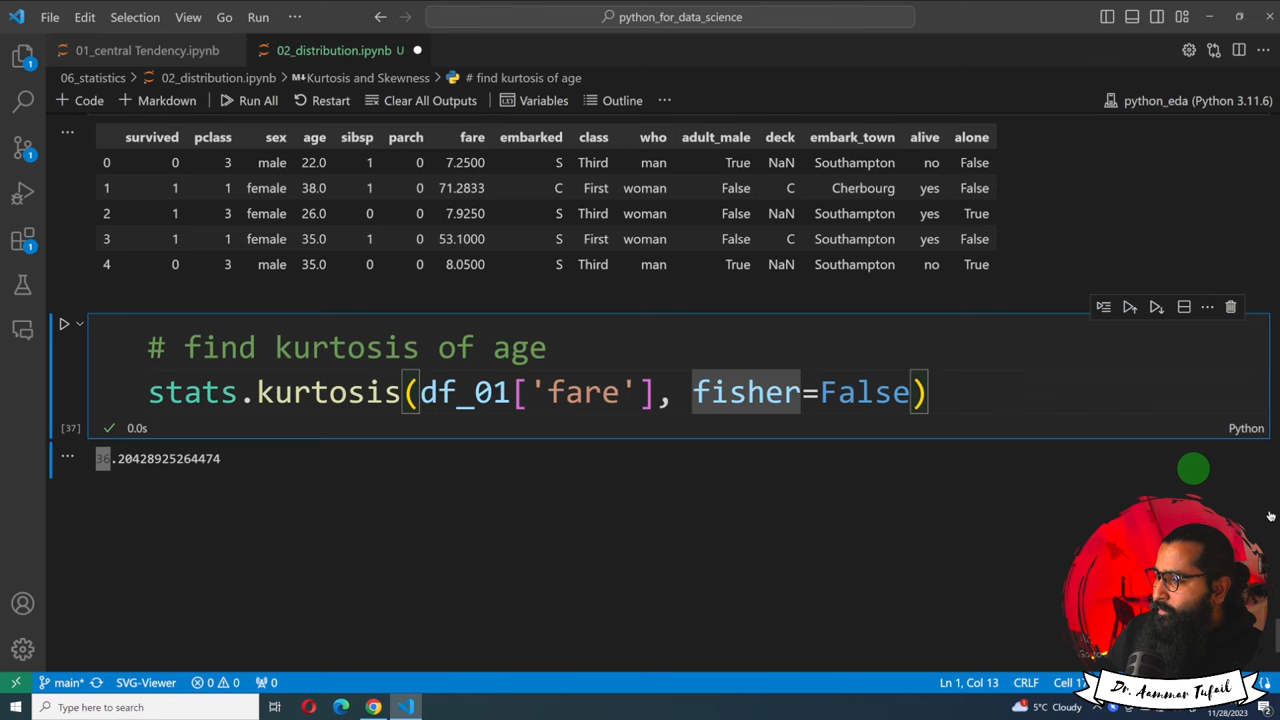 File Edit Selection View Go Run ··· python_for_data_science
01_central Tendency.ipynb 02_distribution.ipynb U
06_statistics > 02_distribution.ipynb > Kurtosis and Skewness > # find kurtosis of age
+ Code + Markdown Run All Restart Clear All Outputs Variables Outline ··· python_eda (Python 3.11.6)
survived pclass sex age sibsp parch fare embarked class who adult_male deck embark_town alive alone
0 0 3 male 22.0 1 0 7.2500 S Third man True NaN Southampton no False
1 1 1 female 38.0 1 0 71.2833 C First woman False C Cherbourg yes False
2 1 3 female 26.0 0 0 7.9250 S Third woman False NaN Southampton yes True
3 1 1 female 35.0 1 0 53.1000 S First woman False C Southampton yes False
4 0 3 male 35.0 0 0 8.0500 S Third man True NaN Southampton no True
# find kurtosis of age
stats.kurtosis(df_01['fare'], fisher=False)
[37] 0.0s Python
36.20428925264474
main* SVG-Viewer 0 0 0 Ln 1, Col 13 CRLF Cell 17
Dr. Aammar Tufail
Type here to search 5°C Cloudy 11/28/2023
1
1
1
2